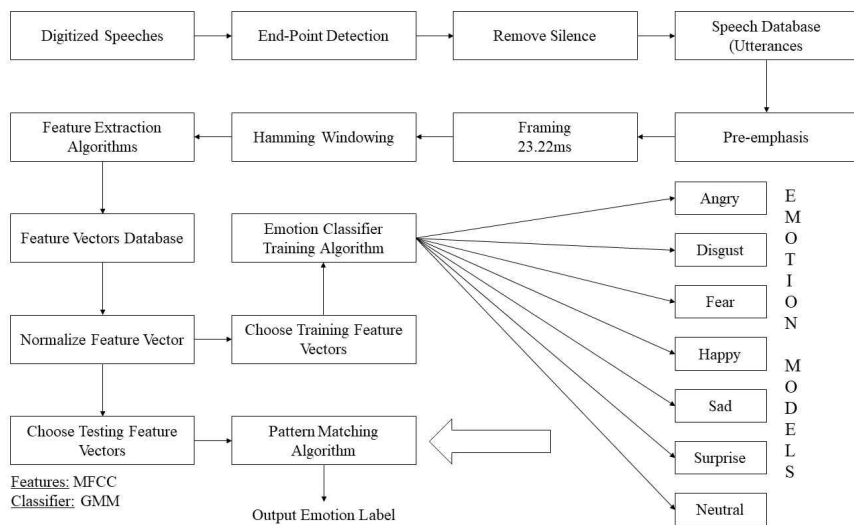 Digitized Speeches
End-Point Detection
Remove Silence
Speech Database
(Utterances
Feature Extraction
Algorithms
Hamming Windowing
Framing
23.22ms
Pre-emphasis
Feature Vectors Database
Emotion Classifier
Training Algorithm
Angry
Disgust
Fear
Happy
Sad
Surprise
Neutral
EMOTION MODELS
Normalize Feature Vector
Choose Training Feature
Vectors
Choose Testing Feature
Vectors
Pattern Matching
Algorithm
Features: MFCC
Classifier: GMM
Output Emotion Label